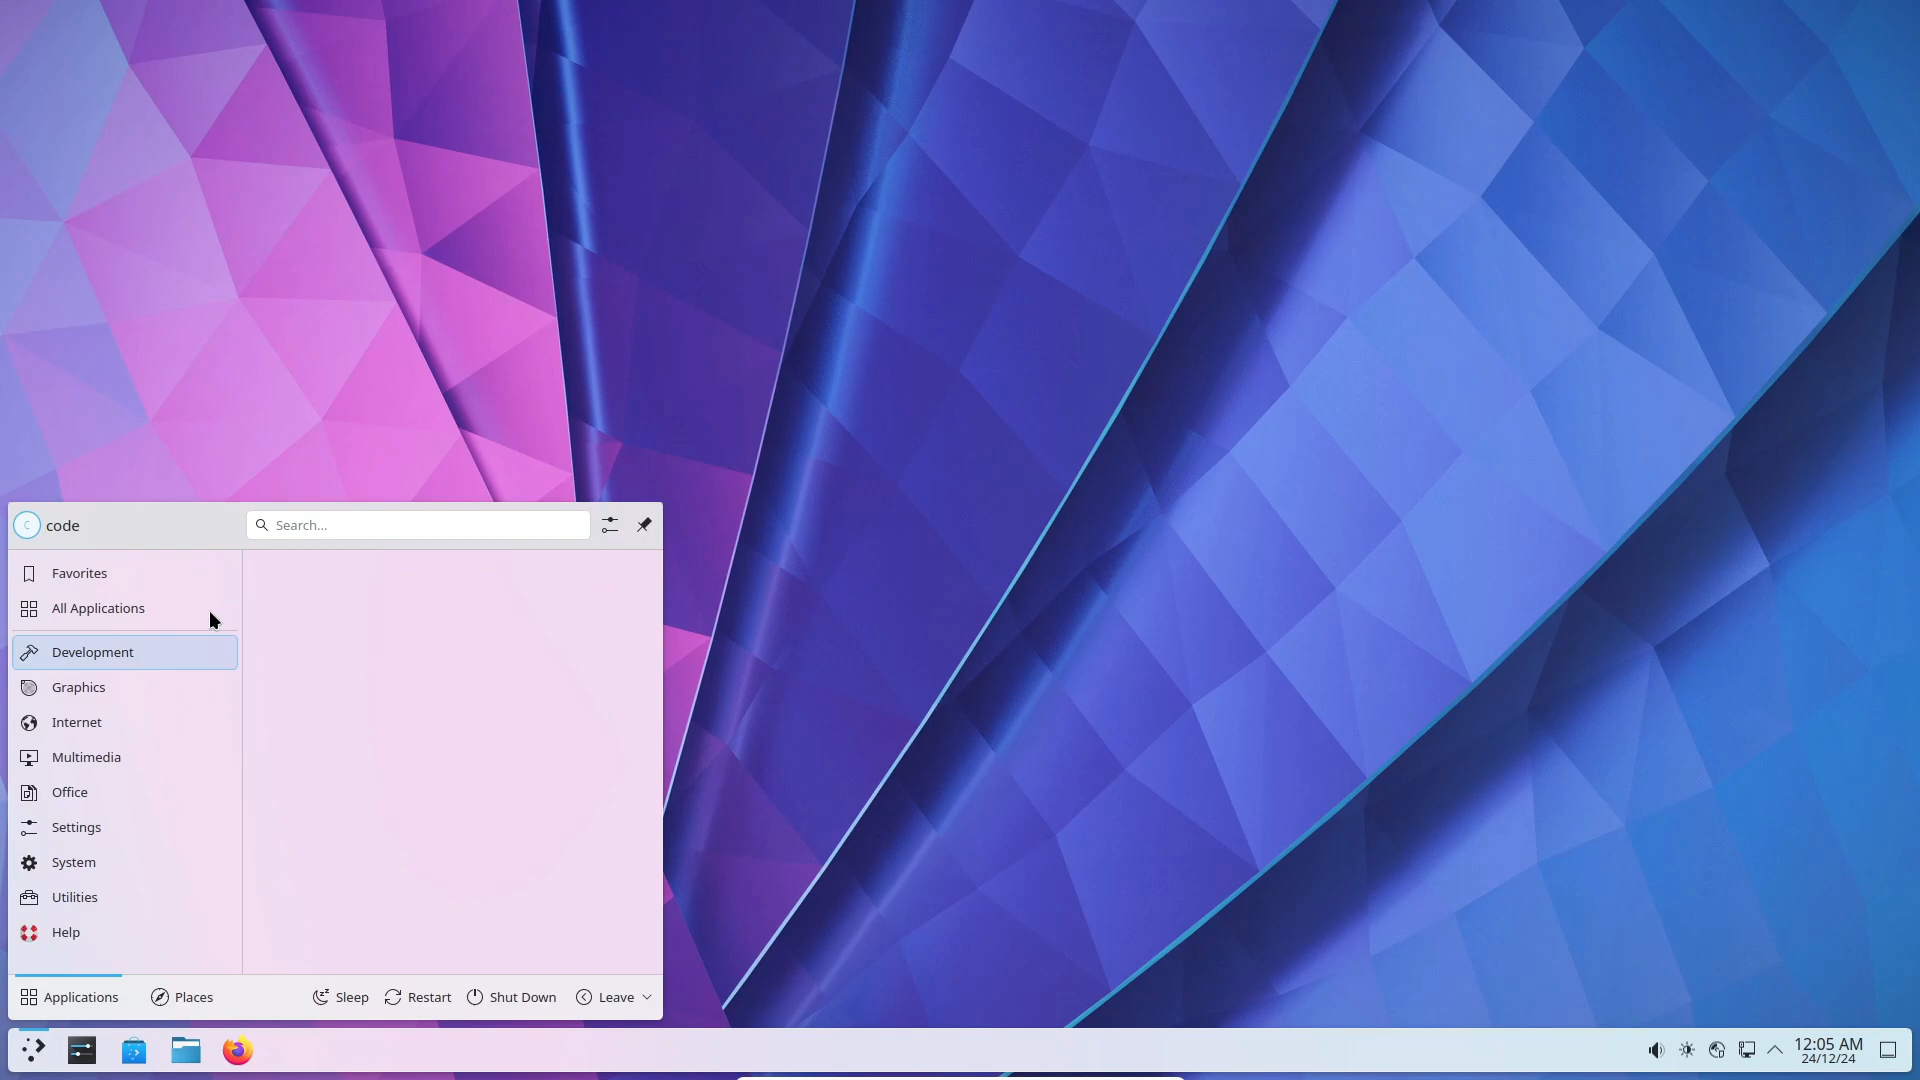 C code
Search...
Favorites
All Applications
Development
Graphics
Internet
Multimedia
Office
Settings
System
Utilities
Help
Applications Places Sleep Restart Shut Down Leave
12:05 AM
24/12/24